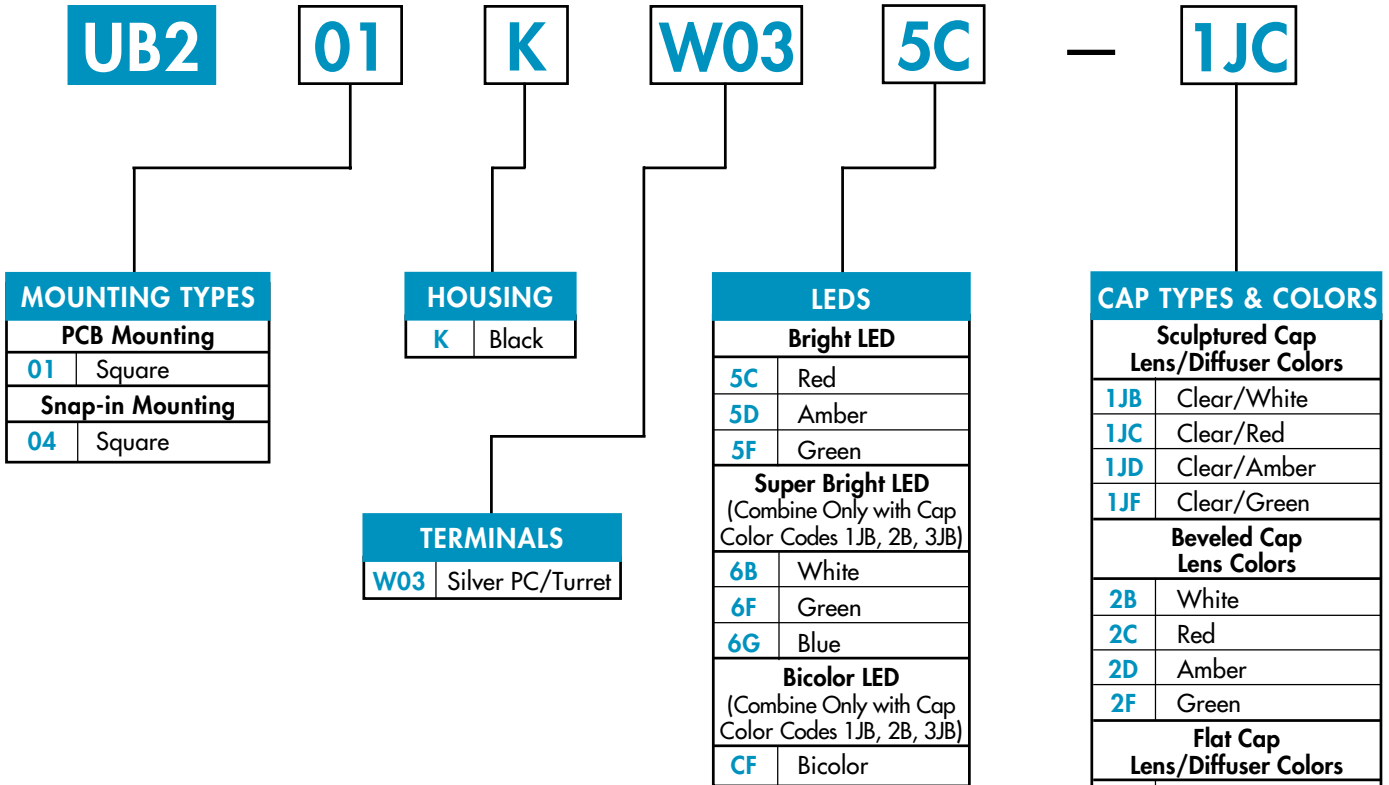 UB2 01 K W03 5C — 1JC
MOUNTING TYPES
PCB Mounting
01 Square
Snap-in Mounting
04 Square
HOUSING
K Black
TERMINALS
W03 Silver PC/Turret
LEDS
Bright LED
5C Red
5D Amber
5F Green
Super Bright LED
(Combine Only with Cap
Color Codes 1JB, 2B, 3JB)
6B White
6F Green
6G Blue
Bicolor LED
(Combine Only with Cap
Color Codes 1JB, 2B, 3JB)
CF Bicolor
CAP TYPES & COLORS
Sculptured Cap
Lens/Diffuser Colors
1JB Clear/White
1JC Clear/Red
1JD Clear/Amber
1JF Clear/Green
Beveled Cap
Lens Colors
2B White
2C Red
2D Amber
2F Green
Flat Cap
Lens/Diffuser Colors